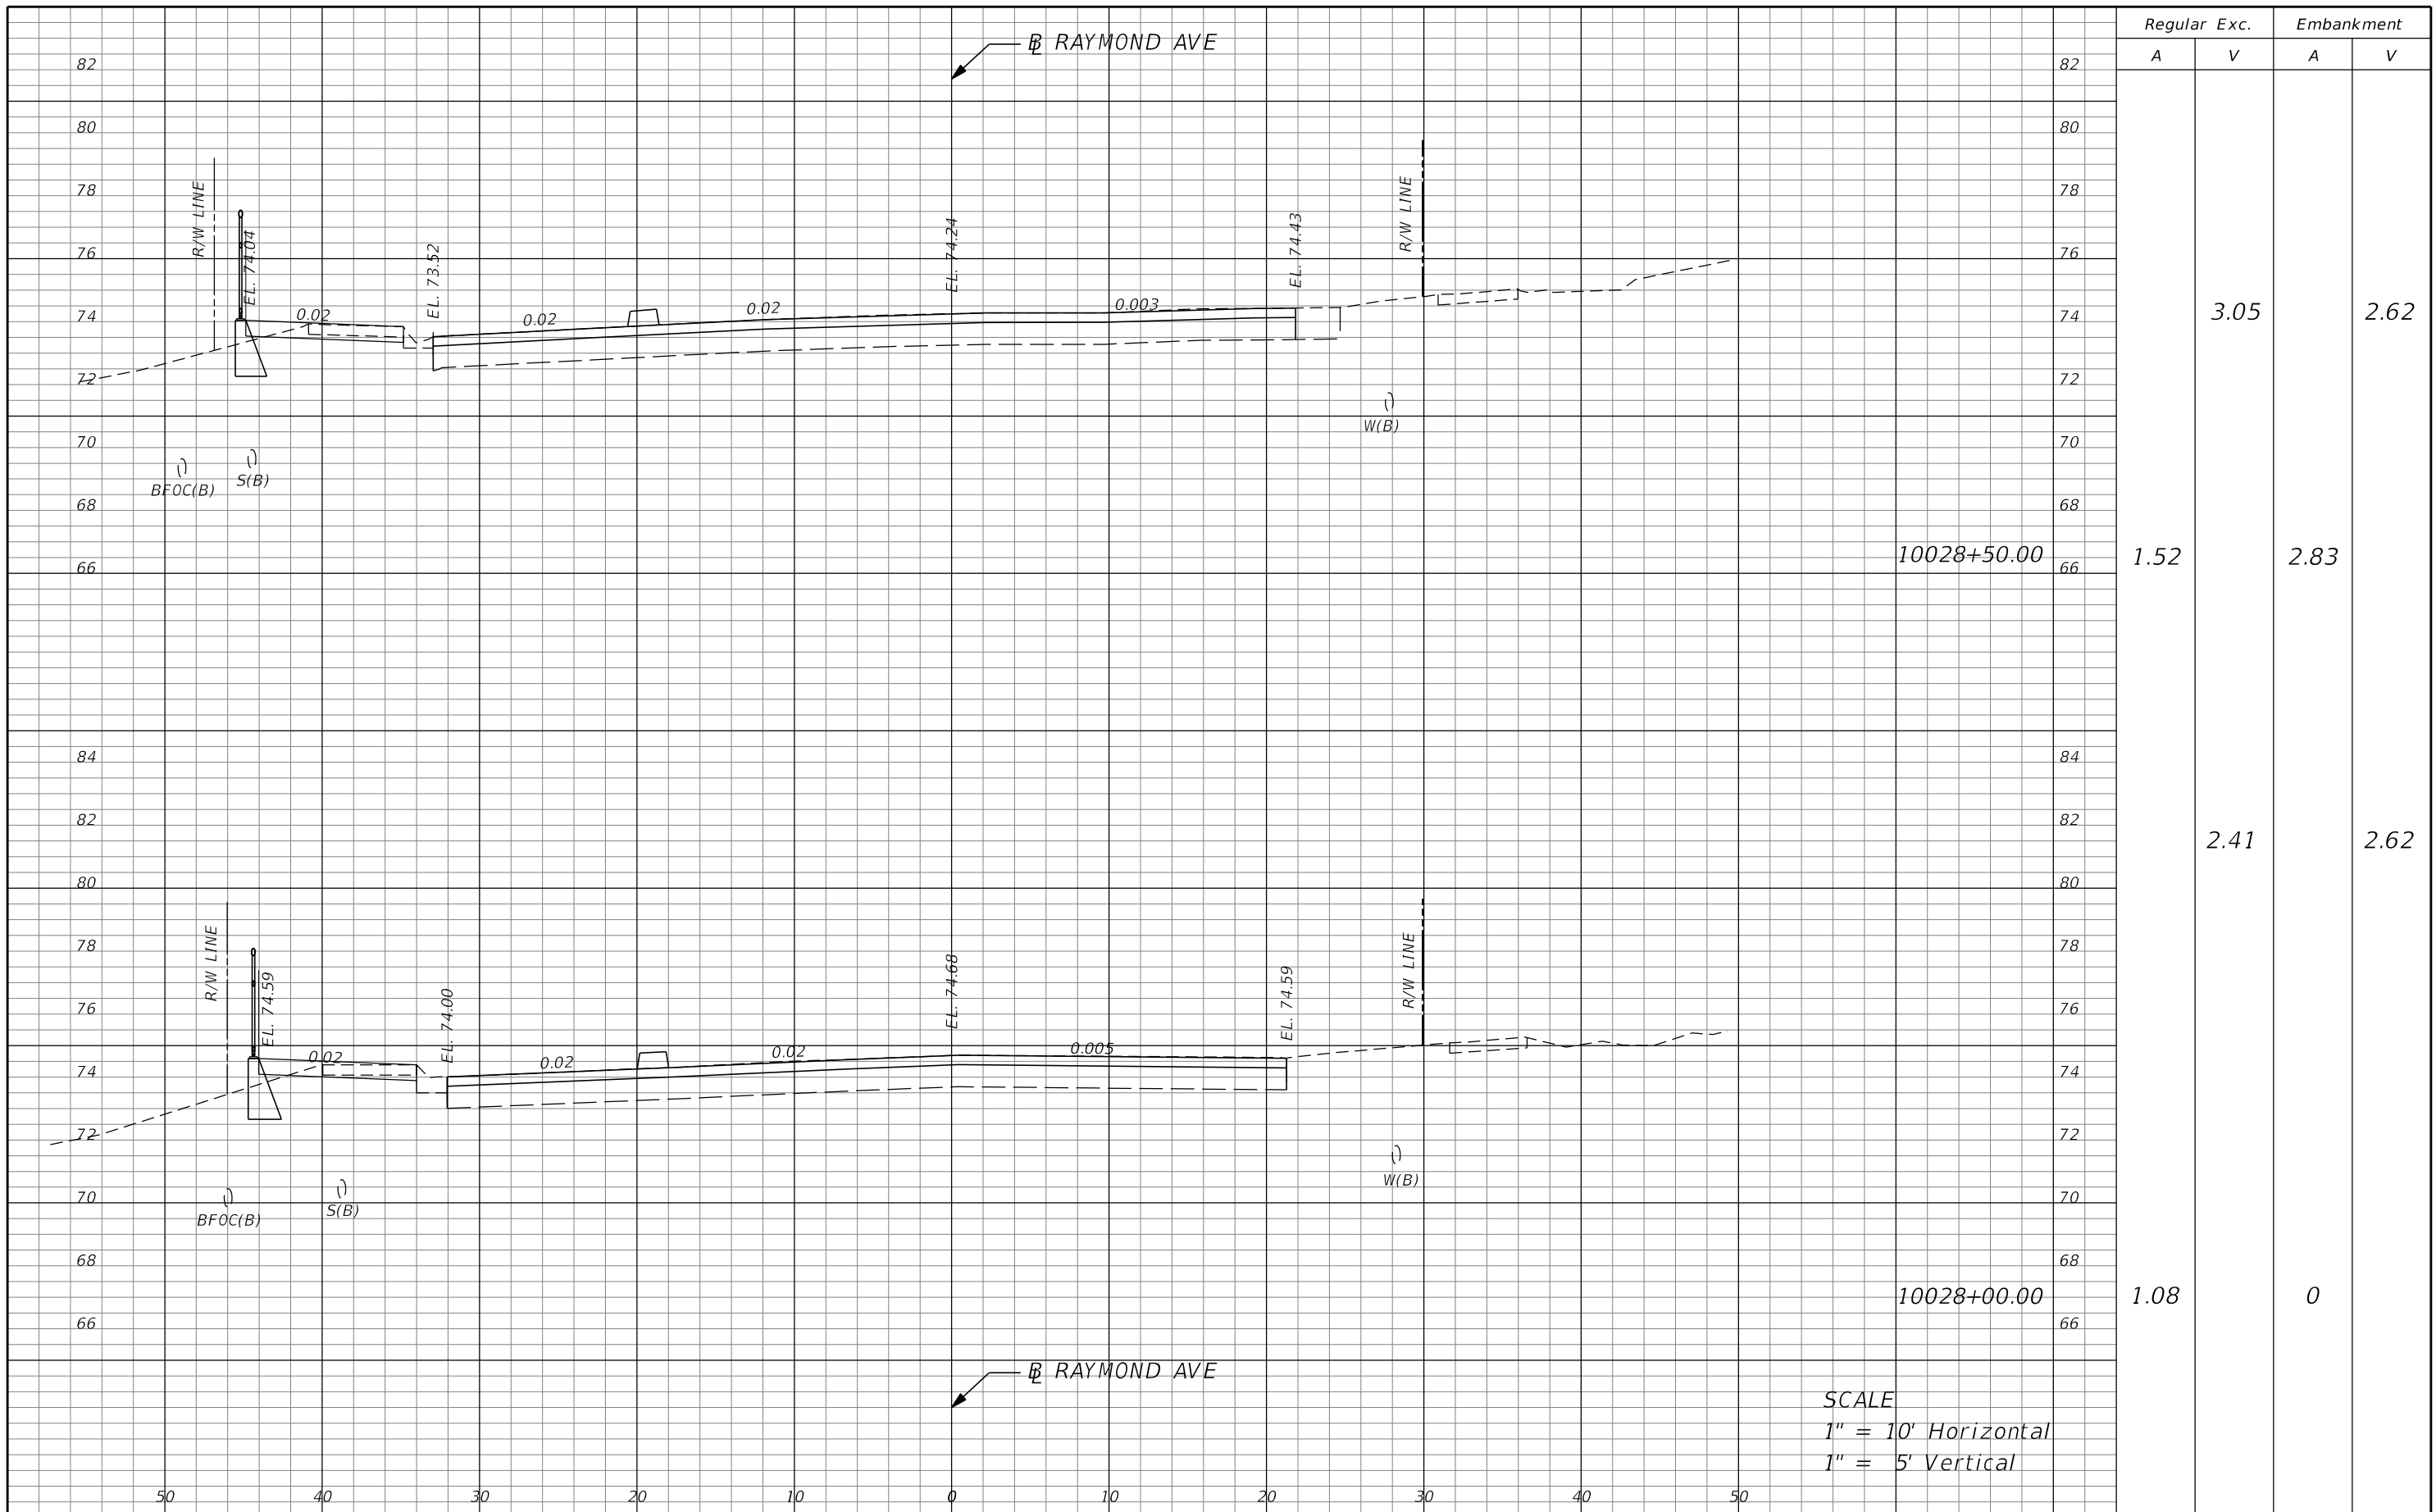 Regular Exc. Embankment
A V A V
℄ RAYMOND AVE
82 82
80 80
78 78
R/W LINE
EL. 74.04
EL. 73.52
EL. 74.24
EL. 74.43
R/W LINE
76 76
74 0.02 0.02 0.02 0.003 74
3.05 2.62
72 72
W(B)
70 70
BFOC(B) S(B)
68 68
10028+50.00 1.52 2.83
66 66
84 84
82 82
2.41 2.62
80 80
78 78
R/W LINE
EL. 74.59
EL. 74.00
EL. 74.68
EL. 74.59
R/W LINE
76 76
0.02 0.02 0.02 0.005
74 74
72 72
W(B)
70 70
BFOC(B) S(B)
68 68
10028+00.00 1.08 0
66 66
℄ RAYMOND AVE
SCALE
1" = 10' Horizontal
1" = 5' Vertical
50 40 30 20 10 0 10 20 30 40 50